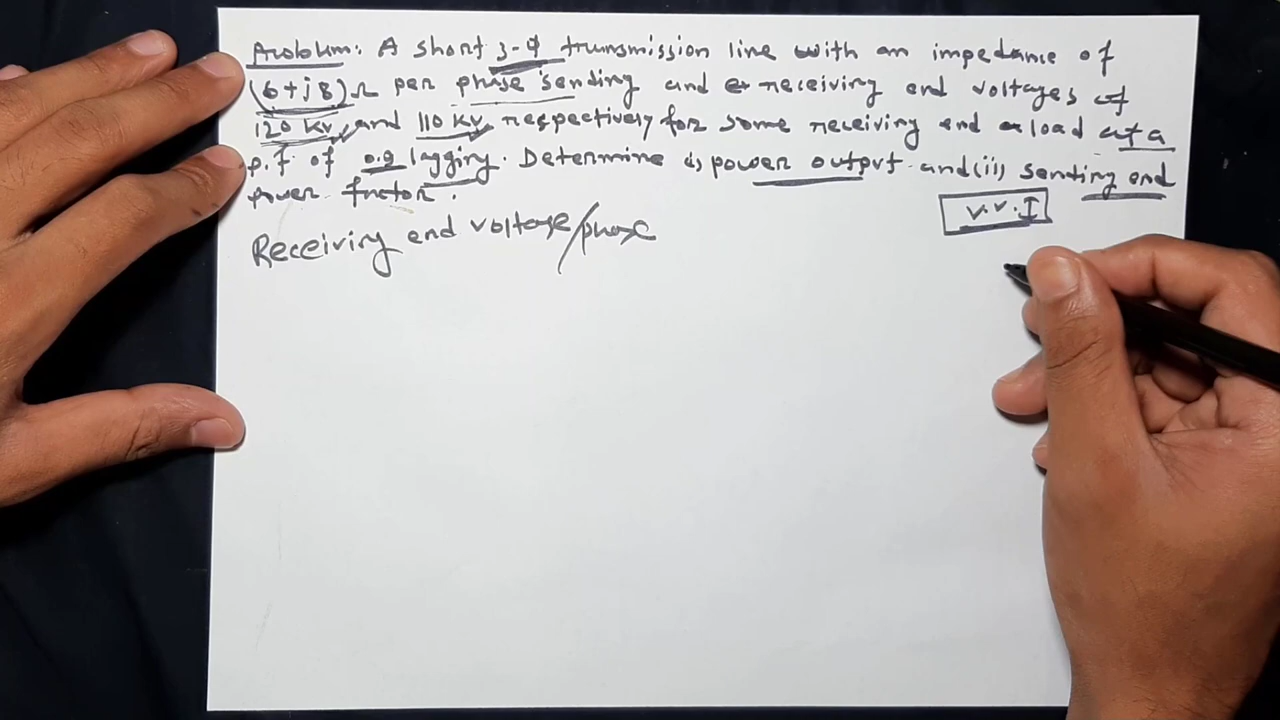 Problem: A short 3-φ transmission line with an impedance of
(6+j8)Ω per phase sending and receiving end voltages of
120 KV and 110 KV respectively for some receiving end load at a
p.f of 0.9 lagging. Determine (i) power output and (ii) sending end
power factor.
V.V.I
Receiving end voltage/phase